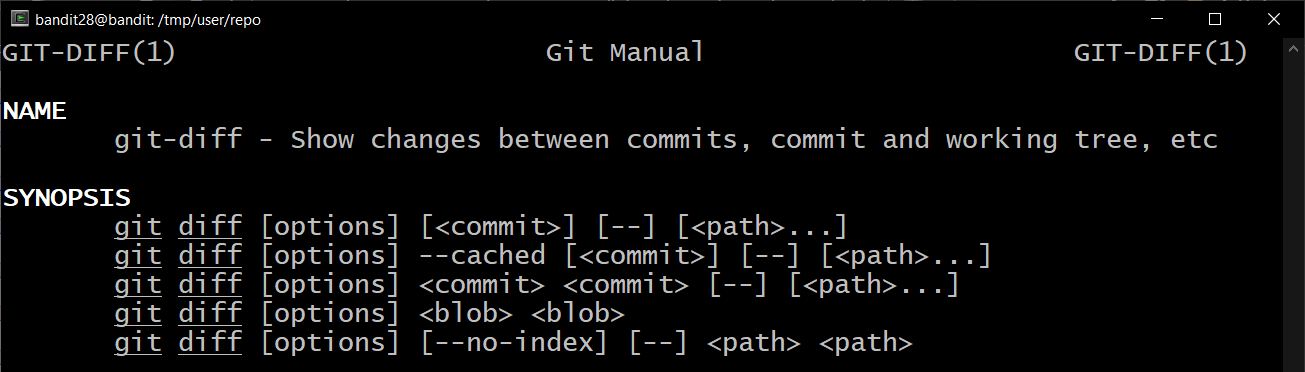 bandit28@bandit: /tmp/user/repo
GIT-DIFF(1) Git Manual GIT-DIFF(1)
NAME
git-diff - Show changes between commits, commit and working tree, etc
SYNOPSIS
git diff [options] [<commit>] [--] [<path>...]
git diff [options] --cached [<commit>] [--] [<path>...]
git diff [options] <commit> <commit> [--] [<path>...]
git diff [options] <blob> <blob>
git diff [options] [--no-index] [--] <path> <path>